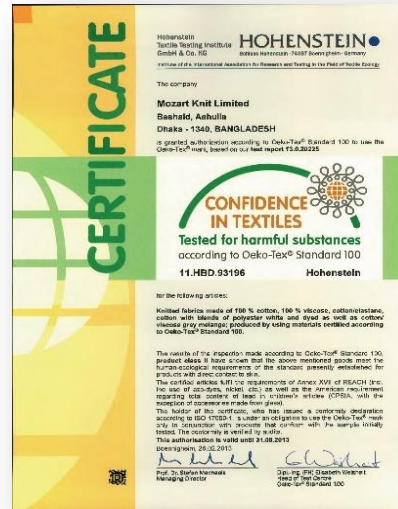 CERTIFICATE
Hohenstein
Textile Testing Institute
GmbH & Co. KG
HOHENSTEIN
Schloss Hohenstein · 74357 Boennigheim · Germany
Institute of the International Association for Research and Testing in the Field of Textile Ecology
The company
Mozart Knit Limited
Ashulia
Dhaka - 1340, BANGLADESH
is granted authorisation according to Oeko-Tex® Standard 100 to use the
Oeko-Tex® mark, based on our test report 13.0.20225
CONFIDENCE
IN TEXTILES
Tested for harmful substances
according to Oeko-Tex® Standard 100
11.HBD.93196 Hohenstein
for the following articles:
Knitted fabrics made of 100 % cotton, 100 % viscose, cotton/elastane,
cotton with blends of polyester white and dyed as well as cotton/
viscose grey melange; produced by using materials certified according
to Oeko-Tex® Standard 100.
The results of the inspection made according to Oeko-Tex® Standard 100,
product class II have shown that the above mentioned goods meet the
human-ecological requirements of the standard presently established for
products with direct contact to skin.
The certified articles fulfil the requirements of Annex XVII of REACH (incl.
the use of azo-dyes, nickel, etc.) as well as the American requirement
regarding total content of lead in children's articles (CPSIA, with the
exception of accessories made from glass).
The holder of the certificate, who has issued a conformity declaration
according to ISO 17050-1, is under an obligation to use the Oeko-Tex® mark
only in conjunction with products that conform with the sample initially
tested. The conformity is verified by audits.
This authorisation is valid until 31.08.2013
Boennigheim, 26.02.2013
Prof. Dr. Stefan Mecheels
Managing Director
Dipl.-Ing. (FH) Elisabeth Weishert
Head of Test Centre
Oeko-Tex® Standard 100